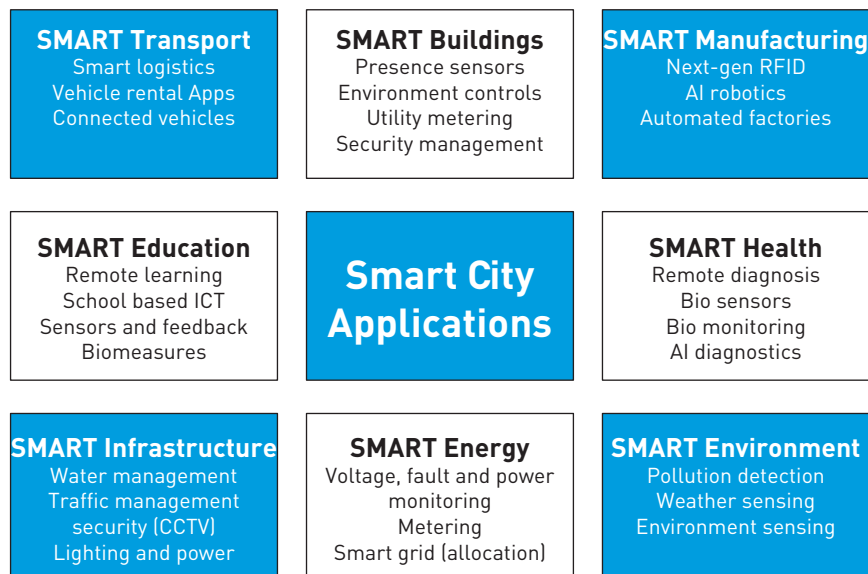 SMART Transport
Smart logistics
Vehicle rental Apps
Connected vehicles
SMART Buildings
Presence sensors
Environment controls
Utility metering
Security management
SMART Manufacturing
Next-gen RFID
AI robotics
Automated factories
SMART Education
Remote learning
School based ICT
Sensors and feedback
Biomeasures
Smart City
Applications
SMART Health
Remote diagnosis
Bio sensors
Bio monitoring
AI diagnostics
SMART Infrastructure
Water management
Traffic management
security (CCTV)
Lighting and power
SMART Energy
Voltage, fault and power
monitoring
Metering
Smart grid (allocation)
SMART Environment
Pollution detection
Weather sensing
Environment sensing